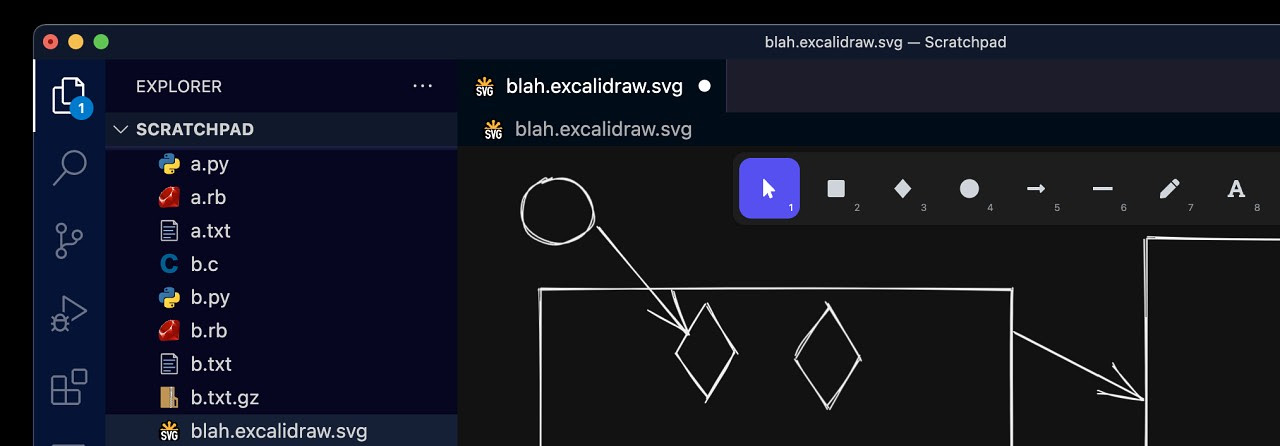 blah.excalidraw.svg — Scratchpad
1
EXPLORER
SVG blah.excalidraw.svg
SCRATCHPAD
SVG blah.excalidraw.svg
a.py
a.rb
a.txt
C b.c
b.py
b.rb
b.txt
b.txt.gz
SVG blah.excalidraw.svg
1 2 3 4 5 6 7 A 8